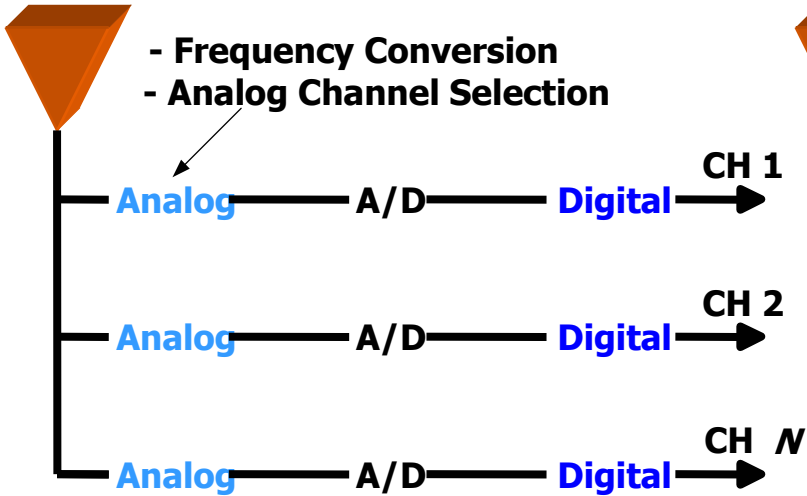 - Frequency Conversion
- Analog Channel Selection
CH 1
Analog A/D Digital
CH 2
Analog A/D Digital
CH N
Analog A/D Digital